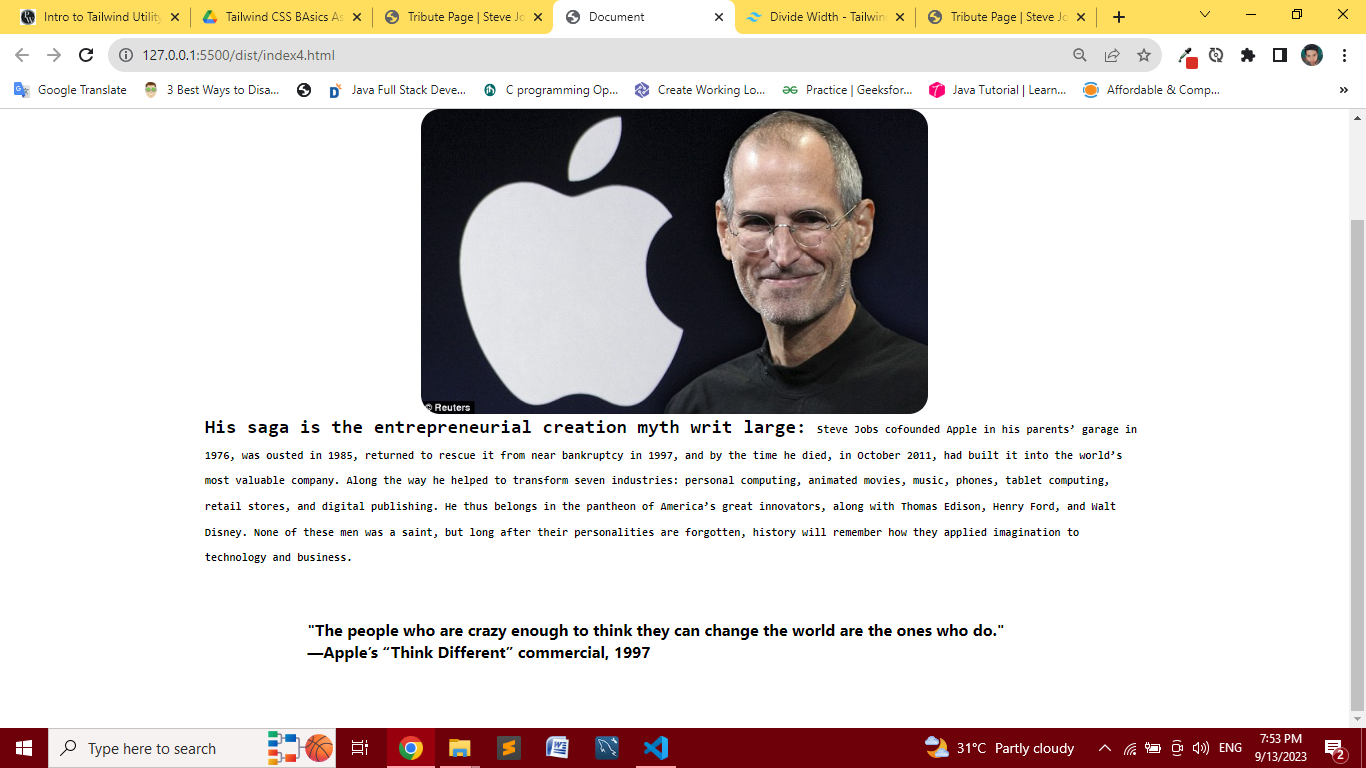 Intro to Tailwind Utility
Tailwind CSS BAsics As
Tribute Page | Steve Jo
Document
Divide Width - Tailwin
Tribute Page | Steve Jo
127.0.0.1:5500/dist/index4.html
Google Translate
3 Best Ways to Disa...
Java Full Stack Deve...
C programming Op...
Create Working Lo...
Practice | Geeksfor...
Java Tutorial | Learn...
Affordable & Comp...
»
© Reuters
His saga is the entrepreneurial creation myth writ large: Steve Jobs cofounded Apple in his parents’ garage in
1976, was ousted in 1985, returned to rescue it from near bankruptcy in 1997, and by the time he died, in October 2011, had built it into the world’s
most valuable company. Along the way he helped to transform seven industries: personal computing, animated movies, music, phones, tablet computing,
retail stores, and digital publishing. He thus belongs in the pantheon of America’s great innovators, along with Thomas Edison, Henry Ford, and Walt
Disney. None of these men was a saint, but long after their personalities are forgotten, history will remember how they applied imagination to
technology and business.
"The people who are crazy enough to think they can change the world are the ones who do."
—Apple’s “Think Different” commercial, 1997
Type here to search
31°C Partly cloudy
ENG
7:53 PM
9/13/2023
2